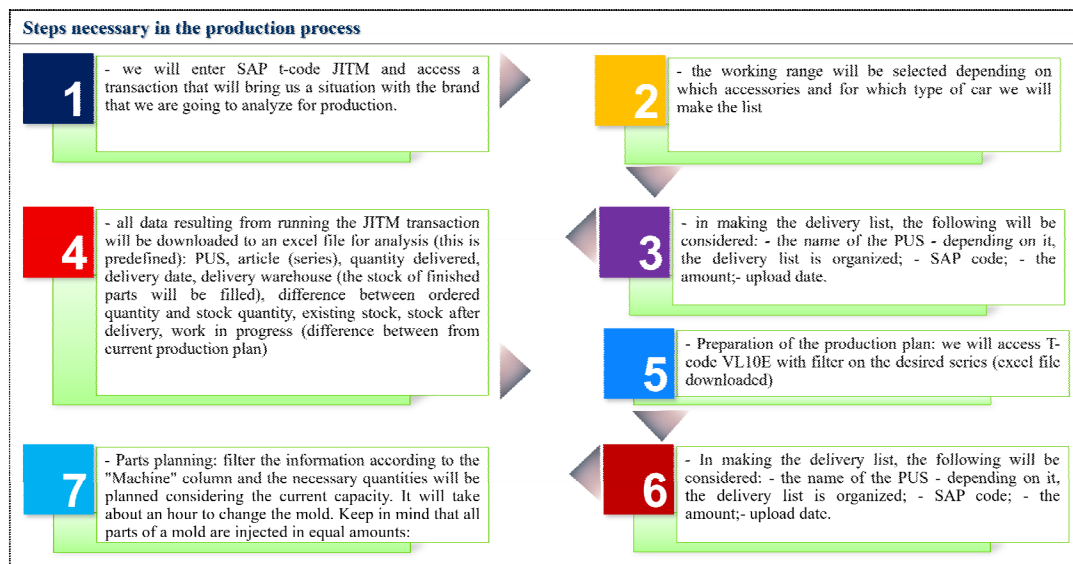 Steps necessary in the production process
1
- we will enter SAP t-code JITM and access a
transaction that will bring us a situation with the brand
that we are going to analyze for production.
2
- the working range will be selected depending on
which accessories and for which type of car we will
make the list
3
- in making the delivery list, the following will be
considered: - the name of the PUS - depending on it,
the delivery list is organized; - SAP code; - the
amount;- upload date.
4
- all data resulting from running the JITM transaction
will be downloaded to an excel file for analysis (this is
predefined): PUS, article (series), quantity delivered,
delivery date, delivery warehouse (the stock of finished
parts will be filled), difference between ordered
quantity and stock quantity, existing stock, stock after
delivery, work in progress (difference between from
current production plan)
5
- Preparation of the production plan: we will access T-
code VL10E with filter on the desired series (excel file
downloaded)
6
- In making the delivery list, the following will be
considered: - the name of the PUS - depending on it,
the delivery list is organized; - SAP code; - the
amount;- upload date.
7
- Parts planning: filter the information according to the
"Machine" column and the necessary quantities will be
planned considering the current capacity. It will take
about an hour to change the mold. Keep in mind that all
parts of a mold are injected in equal amounts: